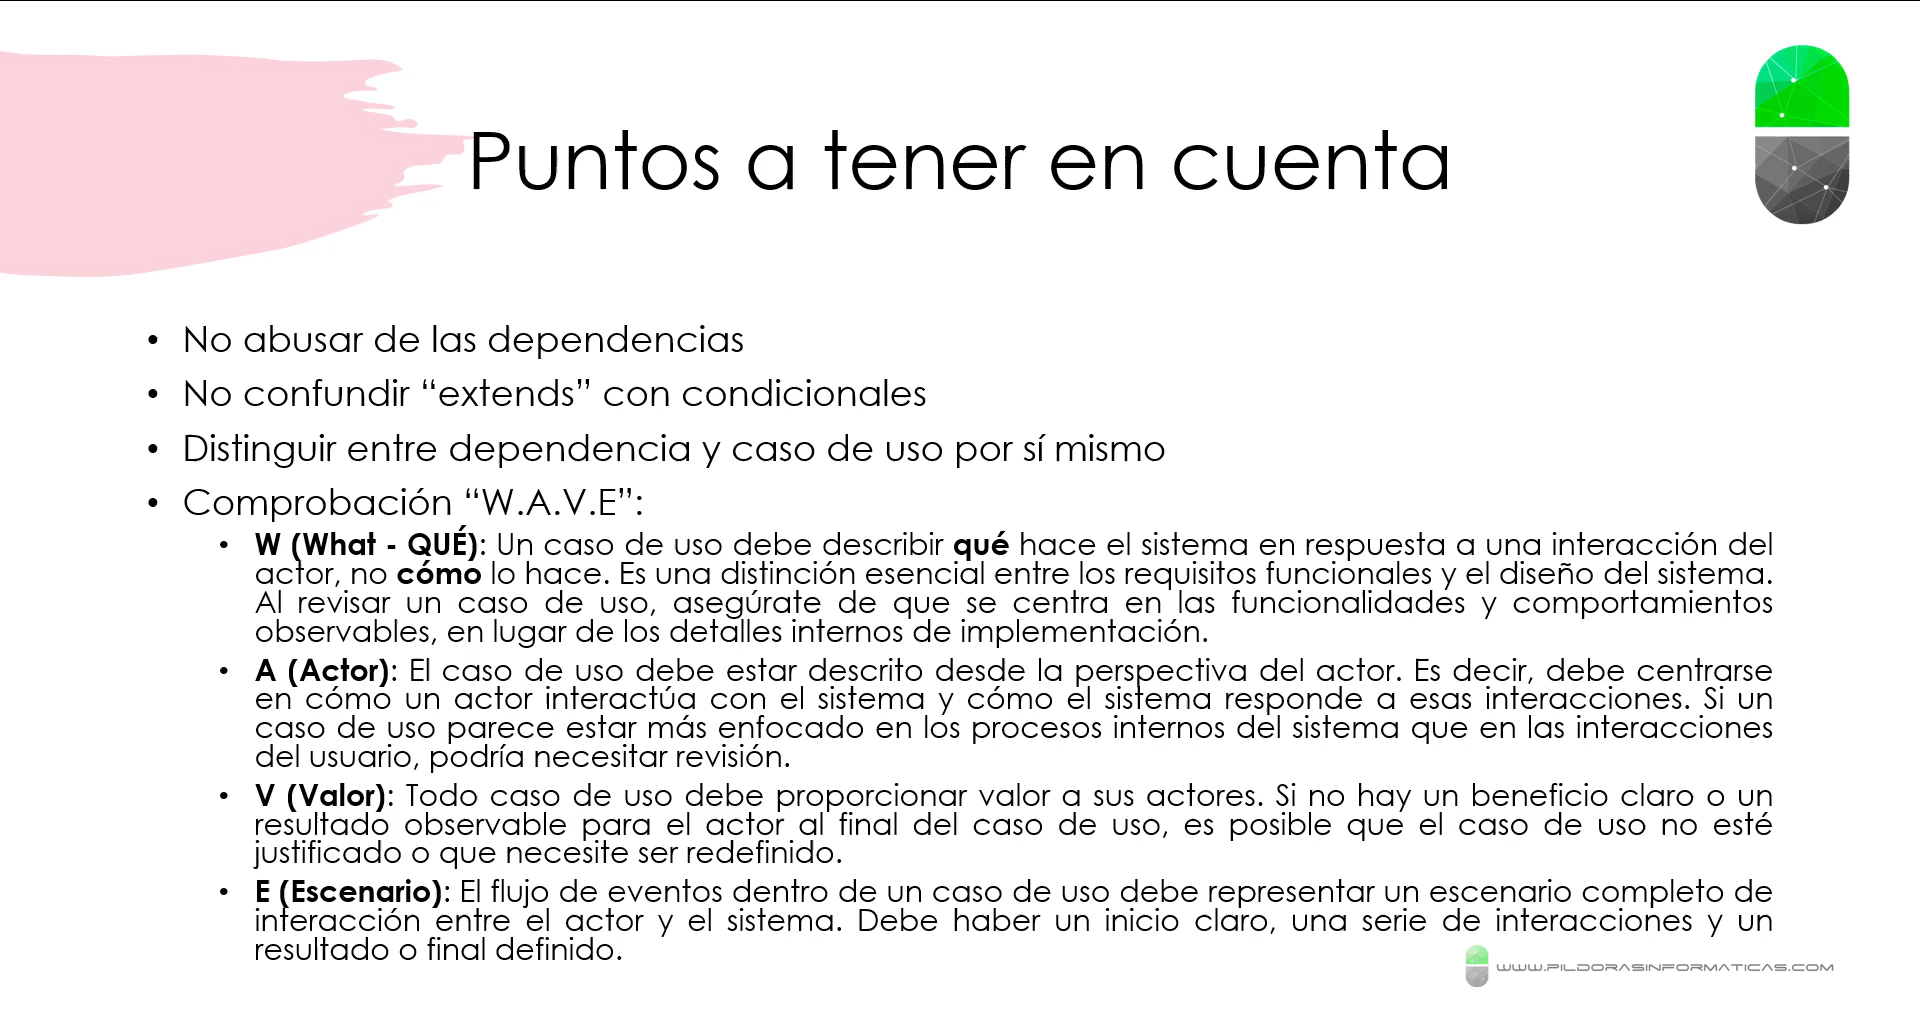 Puntos a tener en cuenta
• No abusar de las dependencias
• No confundir “extends” con condicionales
• Distinguir entre dependencia y caso de uso por sí mismo
• Comprobación “W.A.V.E”:
• W (What - QUÉ): Un caso de uso debe describir qué hace el sistema en respuesta a una interacción del
actor, no cómo lo hace. Es una distinción esencial entre los requisitos funcionales y el diseño del sistema.
Al revisar un caso de uso, asegúrate de que se centra en las funcionalidades y comportamientos
observables, en lugar de los detalles internos de implementación.
• A (Actor): El caso de uso debe estar descrito desde la perspectiva del actor. Es decir, debe centrarse
en cómo un actor interactúa con el sistema y cómo el sistema responde a esas interacciones. Si un
caso de uso parece estar más enfocado en los procesos internos del sistema que en las interacciones
del usuario, podría necesitar revisión.
• V (Valor): Todo caso de uso debe proporcionar valor a sus actores. Si no hay un beneficio claro o un
resultado observable para el actor al final del caso de uso, es posible que el caso de uso no esté
justificado o que necesite ser redefinido.
• E (Escenario): El flujo de eventos dentro de un caso de uso debe representar un escenario completo de
interacción entre el actor y el sistema. Debe haber un inicio claro, una serie de interacciones y un
resultado o final definido.
WWW.PILDORASINFORMATICAS.COM